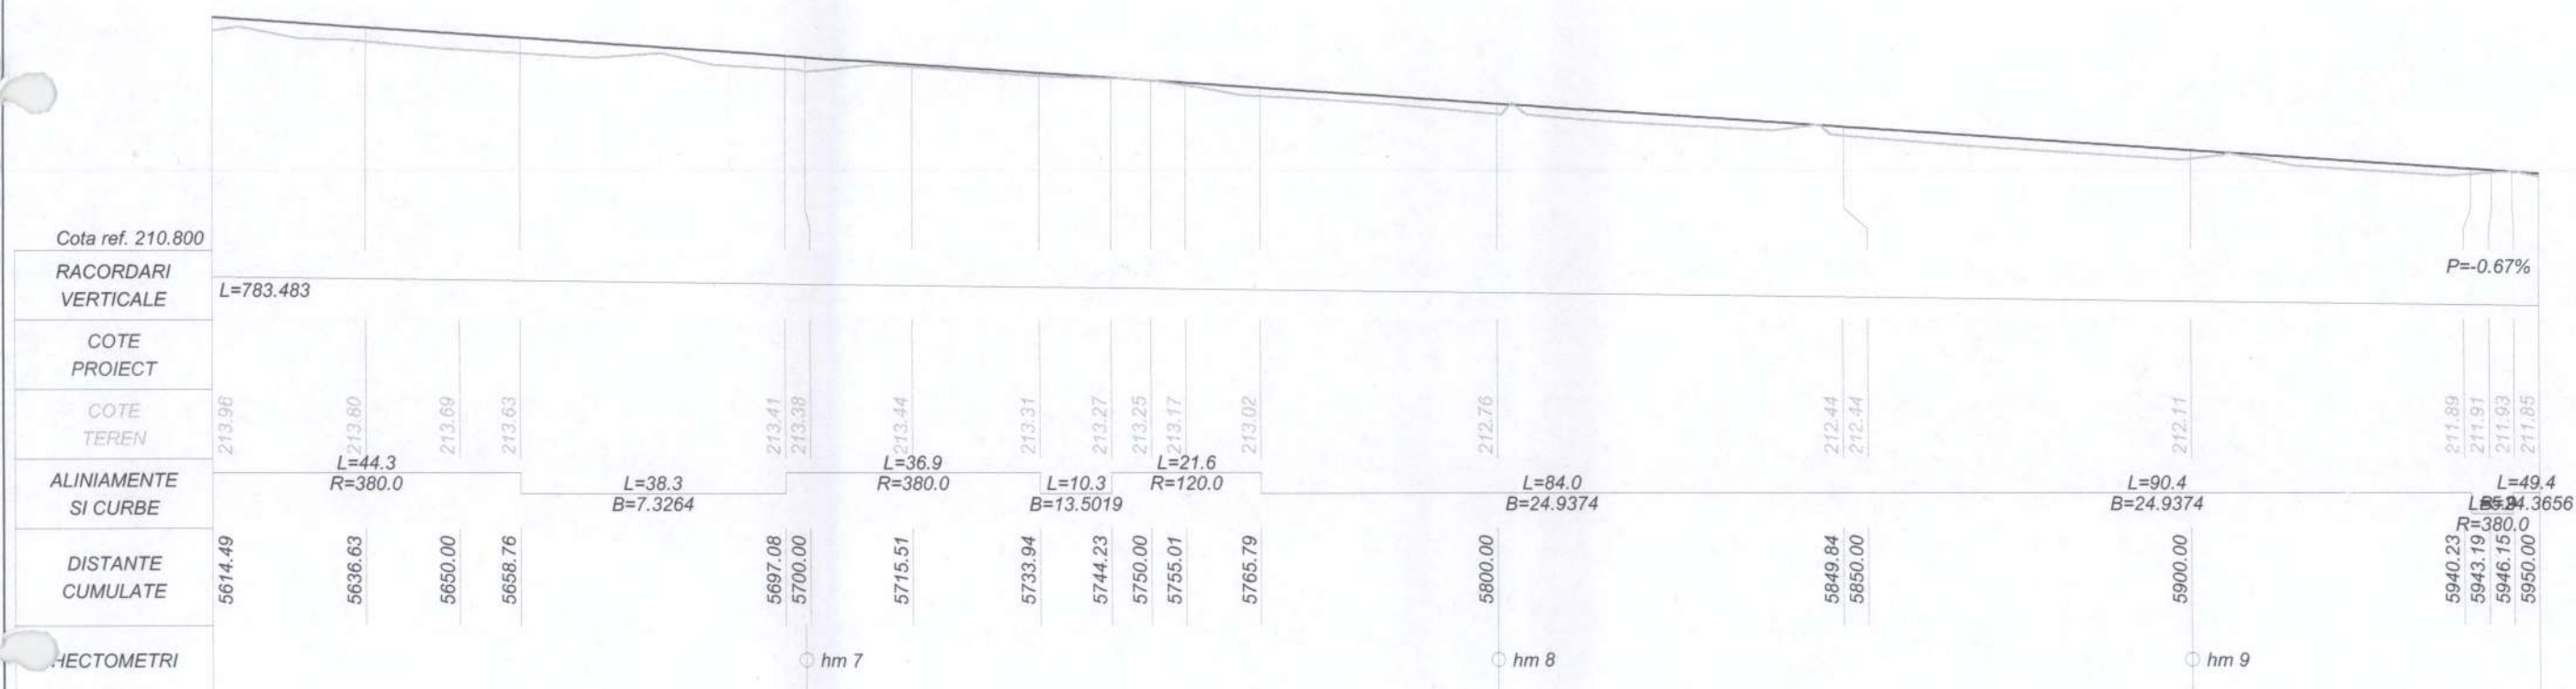 Cota ref. 210.800
RACORDARI
VERTICALE
L=783.483
P=-0.67%
COTE
PROIECT
COTE
TEREN
213.96
213.80
213.69
213.63
213.41
213.38
213.44
213.31
213.27
213.25
213.17
213.02
212.76
212.44
212.44
212.11
211.89
211.91
211.93
211.85
ALINIAMENTE
SI CURBE
L=44.3
R=380.0
L=38.3
B=7.3264
L=36.9
R=380.0
L=10.3
B=13.5019
L=21.6
R=120.0
L=84.0
B=24.9374
L=90.4
B=24.9374
L=49.4
R=380.0
DISTANTE
CUMULATE
5614.49
5636.63
5650.00
5658.76
5697.08
5700.00
5715.51
5733.94
5744.23
5750.00
5755.01
5765.79
5800.00
5849.84
5850.00
5900.00
5940.23
5943.19
5946.15
5950.00
HECTOMETRI
hm 7
hm 8
hm 9